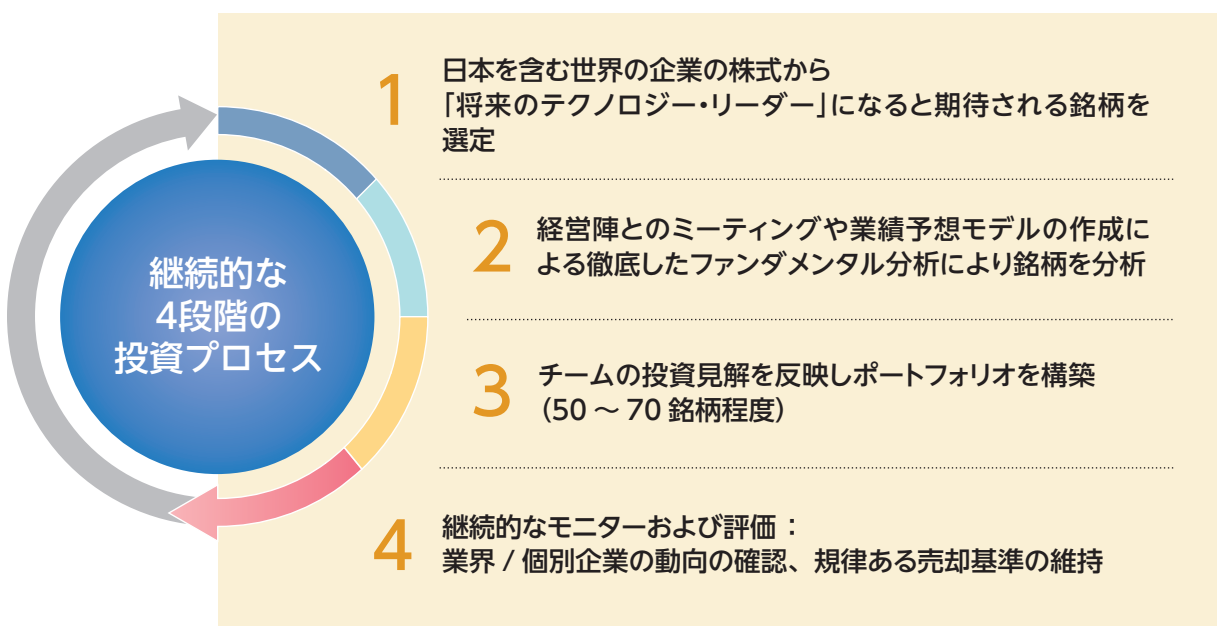 継続的な
4段階の
投資プロセス
1
日本を含む世界の企業の株式から
「将来のテクノロジー・リーダー」になると期待される銘柄を
選定
2
経営陣とのミーティングや業績予想モデルの作成に
よる徹底したファンダメンタル分析により銘柄を分析
3
チームの投資見解を反映しポートフォリオを構築
（50 ～ 70 銘柄程度）
4
継続的なモニターおよび評価：
業界 / 個別企業の動向の確認、規律ある売却基準の維持